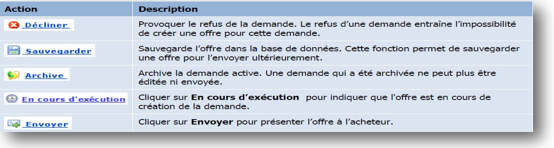 Action Description
Décliner Provoquer le refus de la demande. Le refus d'une demande entraîne l'impossibilité
de créer une offre pour cette demande.
Sauvegarder Sauvegarde l'offre dans la base de données. Cette fonction permet de sauvegarder
une offre pour l'envoyer ultérieurement.
Archive Archive la demande active. Une demande qui a été archivée ne peut plus être
éditée ni envoyée.
En cours d'exécution Cliquer sur En cours d'exécution pour indiquer que l'offre est en cours de
création de la demande.
Envoyer Cliquer sur Envoyer pour présenter l'offre à l'acheteur.